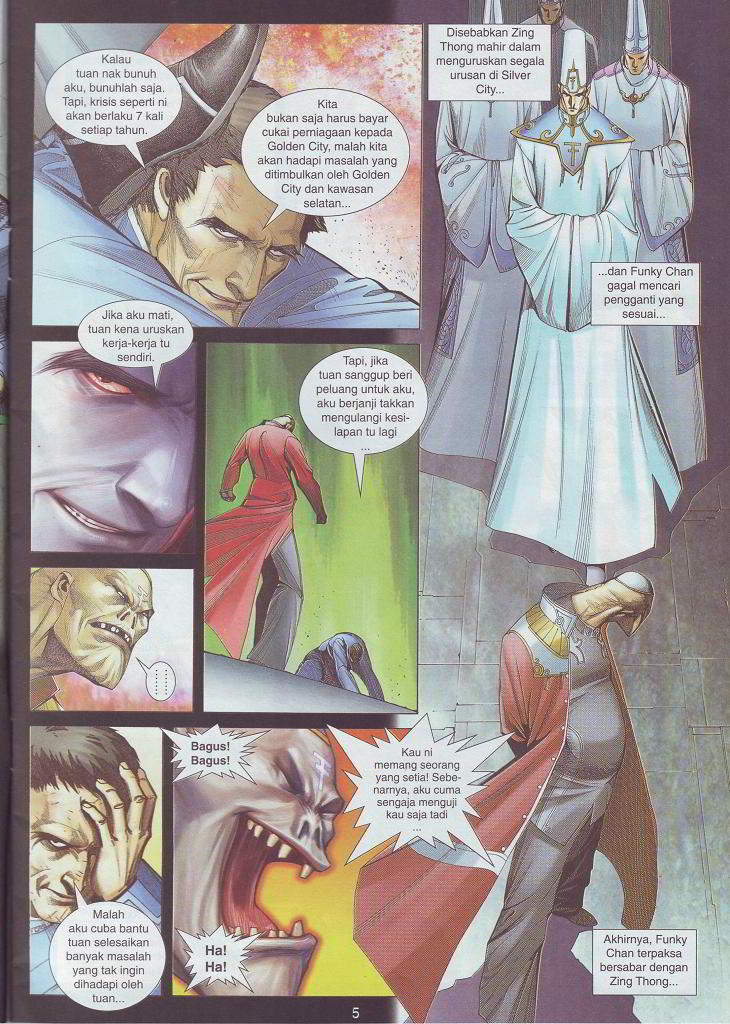 Kalau
tuan nak bunuh
aku, bunuhlah saja.
Tapi, krisis seperti ni
akan berlaku 7 kali
setiap tahun.
Kita
bukan saja harus bayar
cukai perniagaan kepada
Golden City, malah kita
akan hadapi masalah yang
ditimbulkan oleh Golden
City dan kawasan
selatan...
Jika aku mati,
tuan kena uruskan
kerja-kerja tu
sendiri.
Tapi, jika
tuan sanggup beri
peluang untuk aku,
aku berjanji takkan
mengulangi kesi-
lapan tu lagi
...
Malah
aku cuba bantu
tuan selesaikan
banyak masalah
yang tak ingin
dihadapi oleh
tuan...
Bagus!
Bagus!
Kau ni
memang seorang
yang setia! Sebe-
narnya, aku cuma
sengaja menguji
kau saja tadi
...
Ha!
Ha!
Disebabkan Zing
Thong mahir dalam
menguruskan segala
urusan di Silver
City...
...dan Funky Chan
gagal mencari
pengganti yang
sesuai...
Akhirnya, Funky
Chan terpaksa
bersabar dengan
Zing Thong...
5